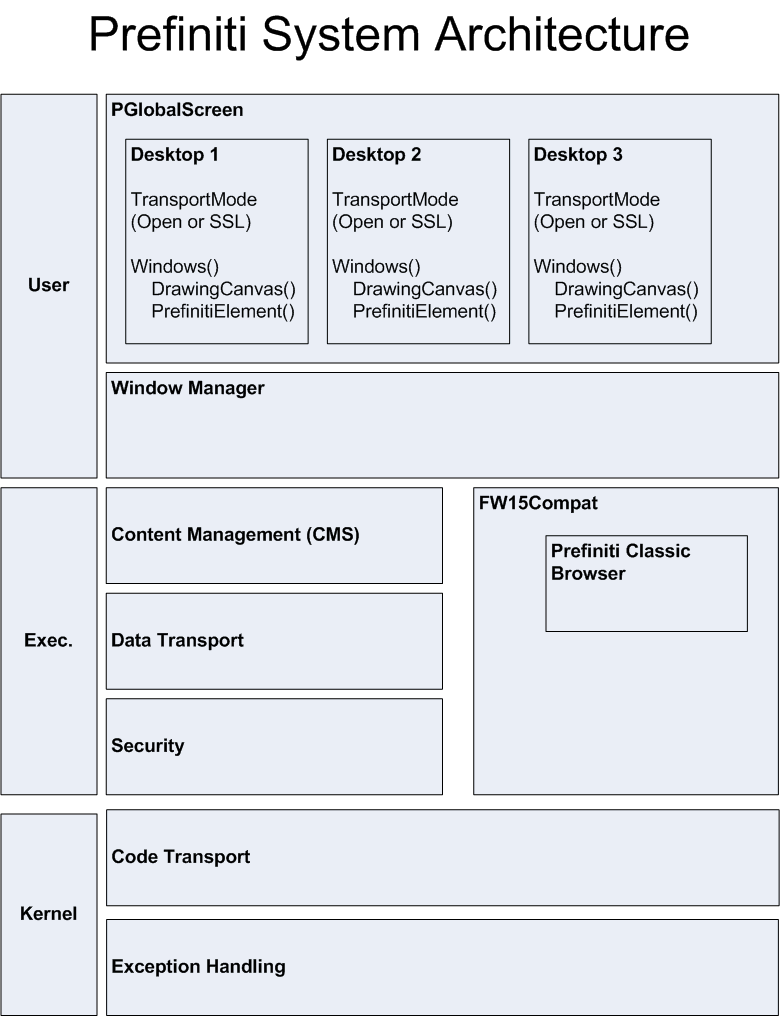 Prefiniti System Architecture
User
PGlobalScreen
Desktop 1
TransportMode
(Open or SSL)
Windows()
DrawingCanvas()
PrefinitiElement()
Desktop 2
TransportMode
(Open or SSL)
Windows()
DrawingCanvas()
PrefinitiElement()
Desktop 3
TransportMode
(Open or SSL)
Windows()
DrawingCanvas()
PrefinitiElement()
Window Manager
Exec.
Content Management (CMS)
Data Transport
Security
FW15Compat
Prefiniti Classic
Browser
Kernel
Code Transport
Exception Handling